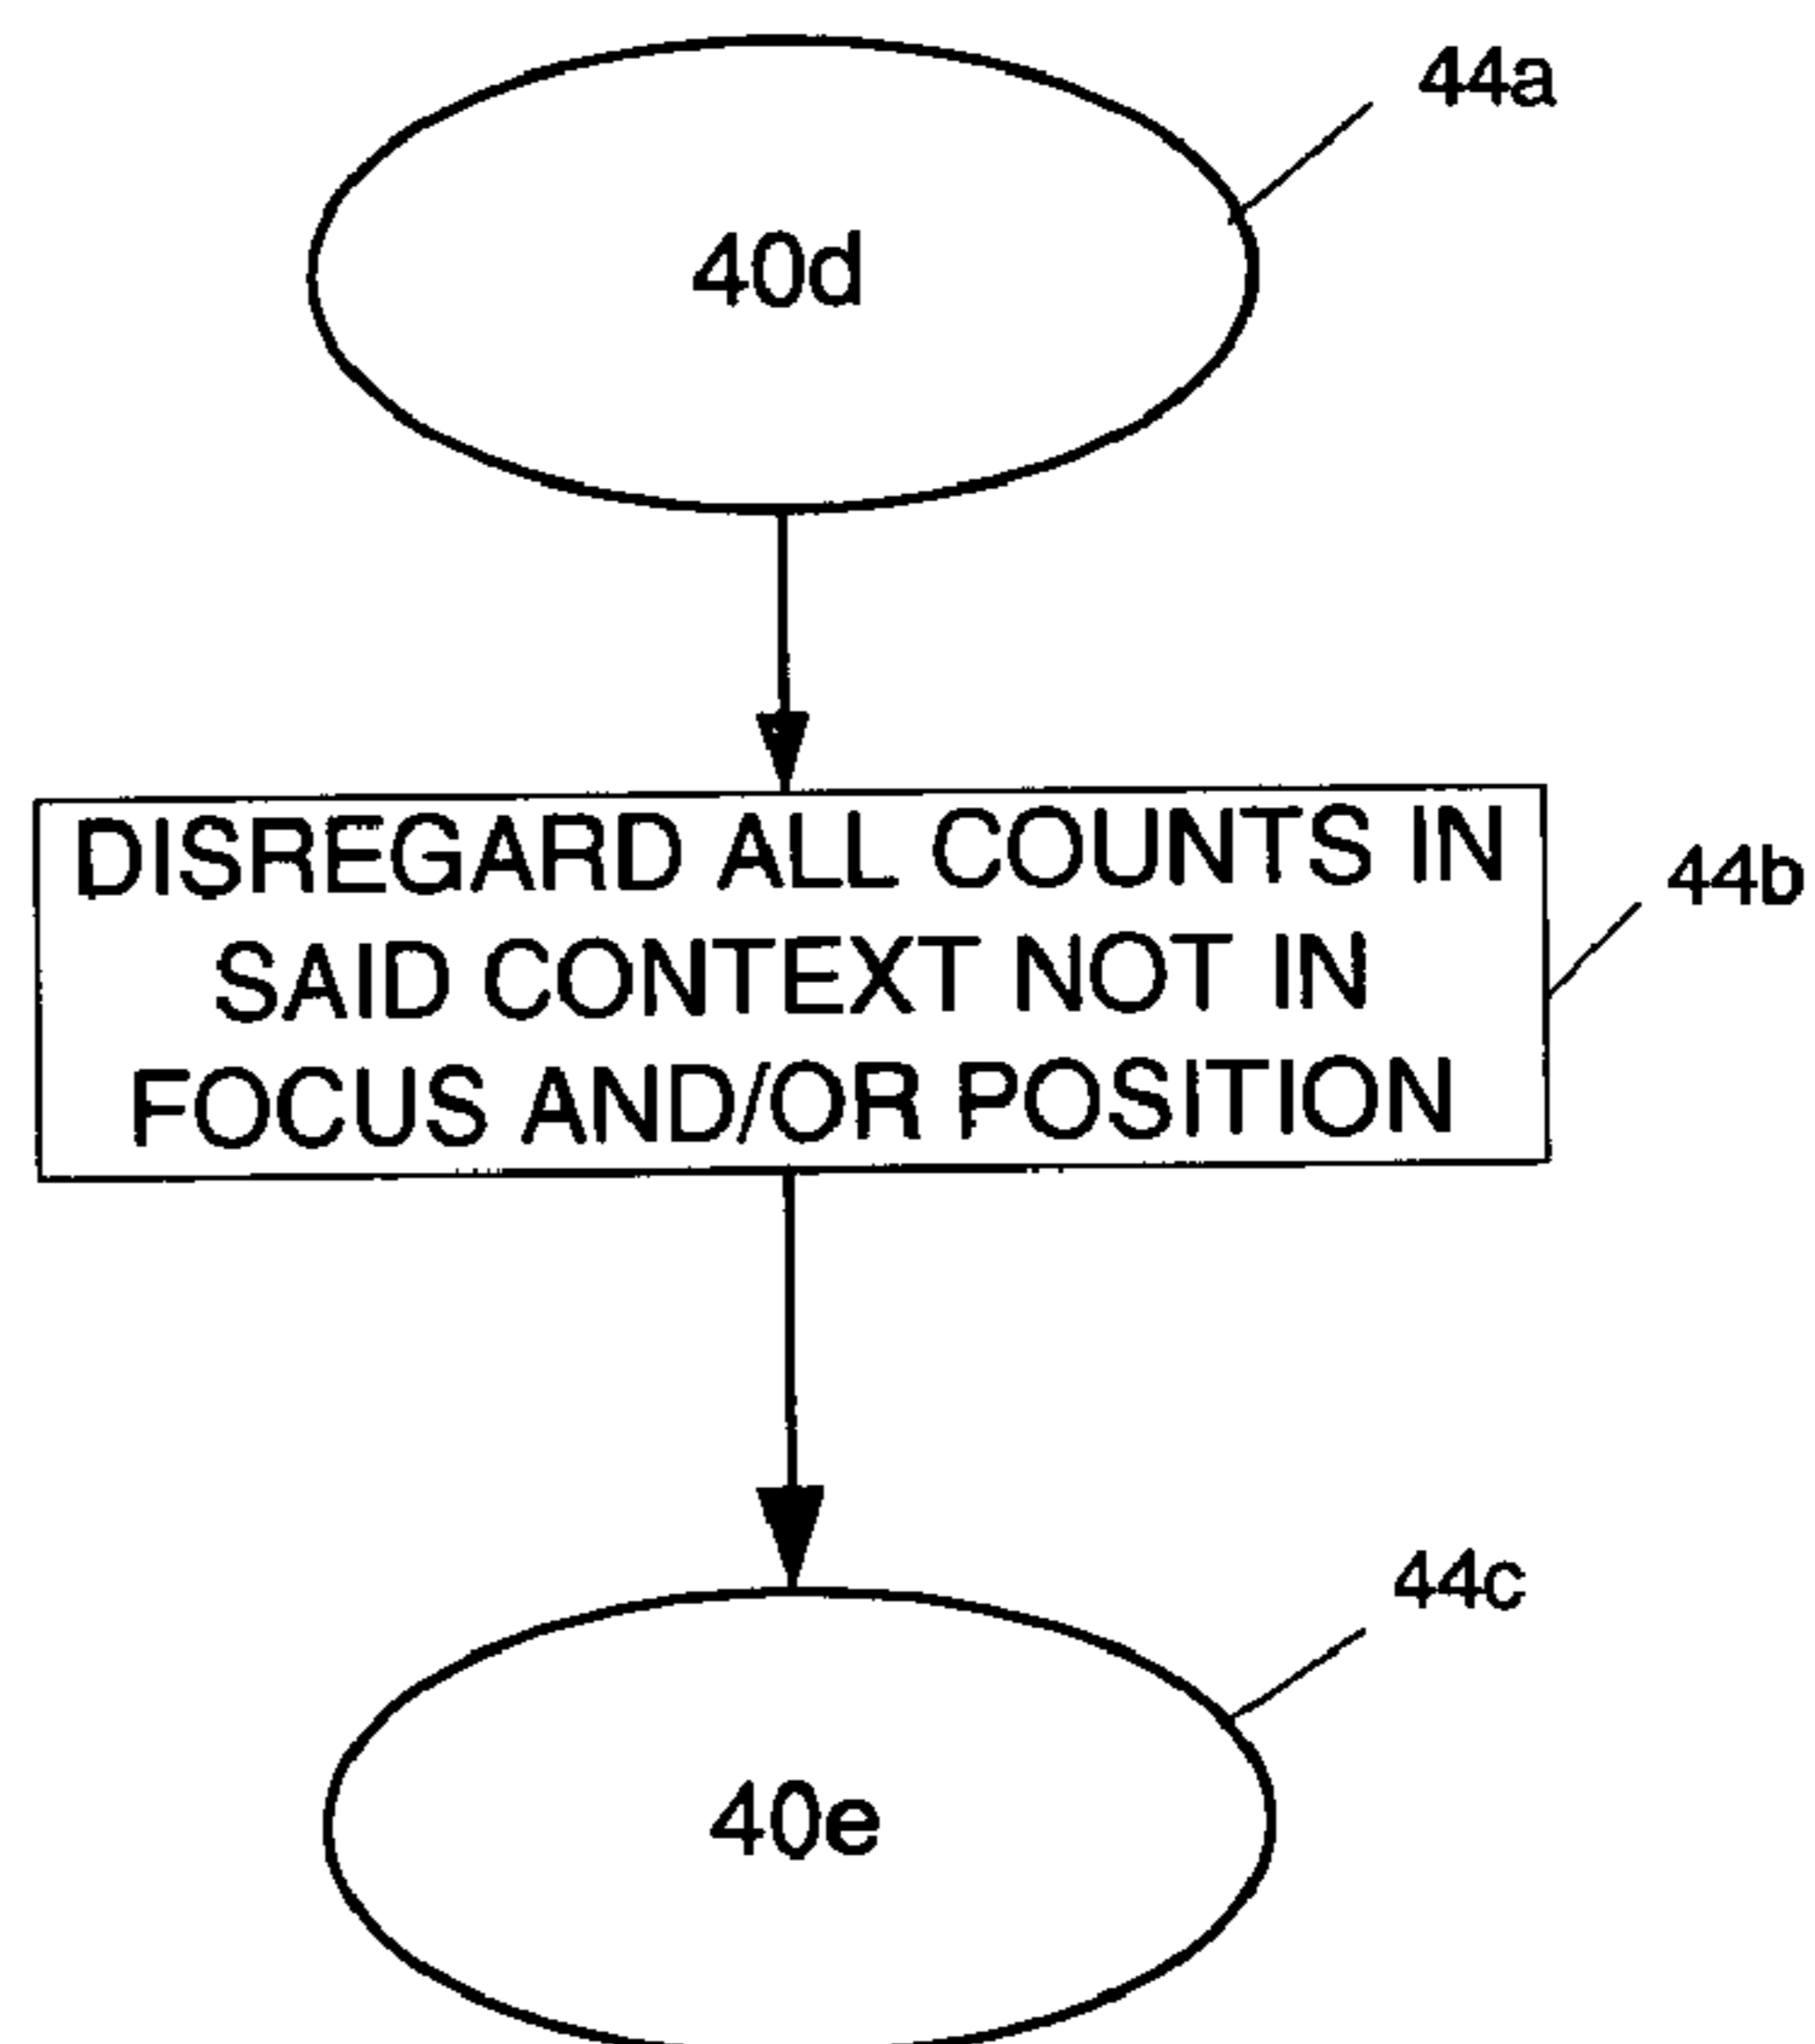 44a
40d
DISREGARD ALL COUNTS IN
SAID CONTEXT NOT IN
FOCUS AND/OR POSITION
44b
44c
40e